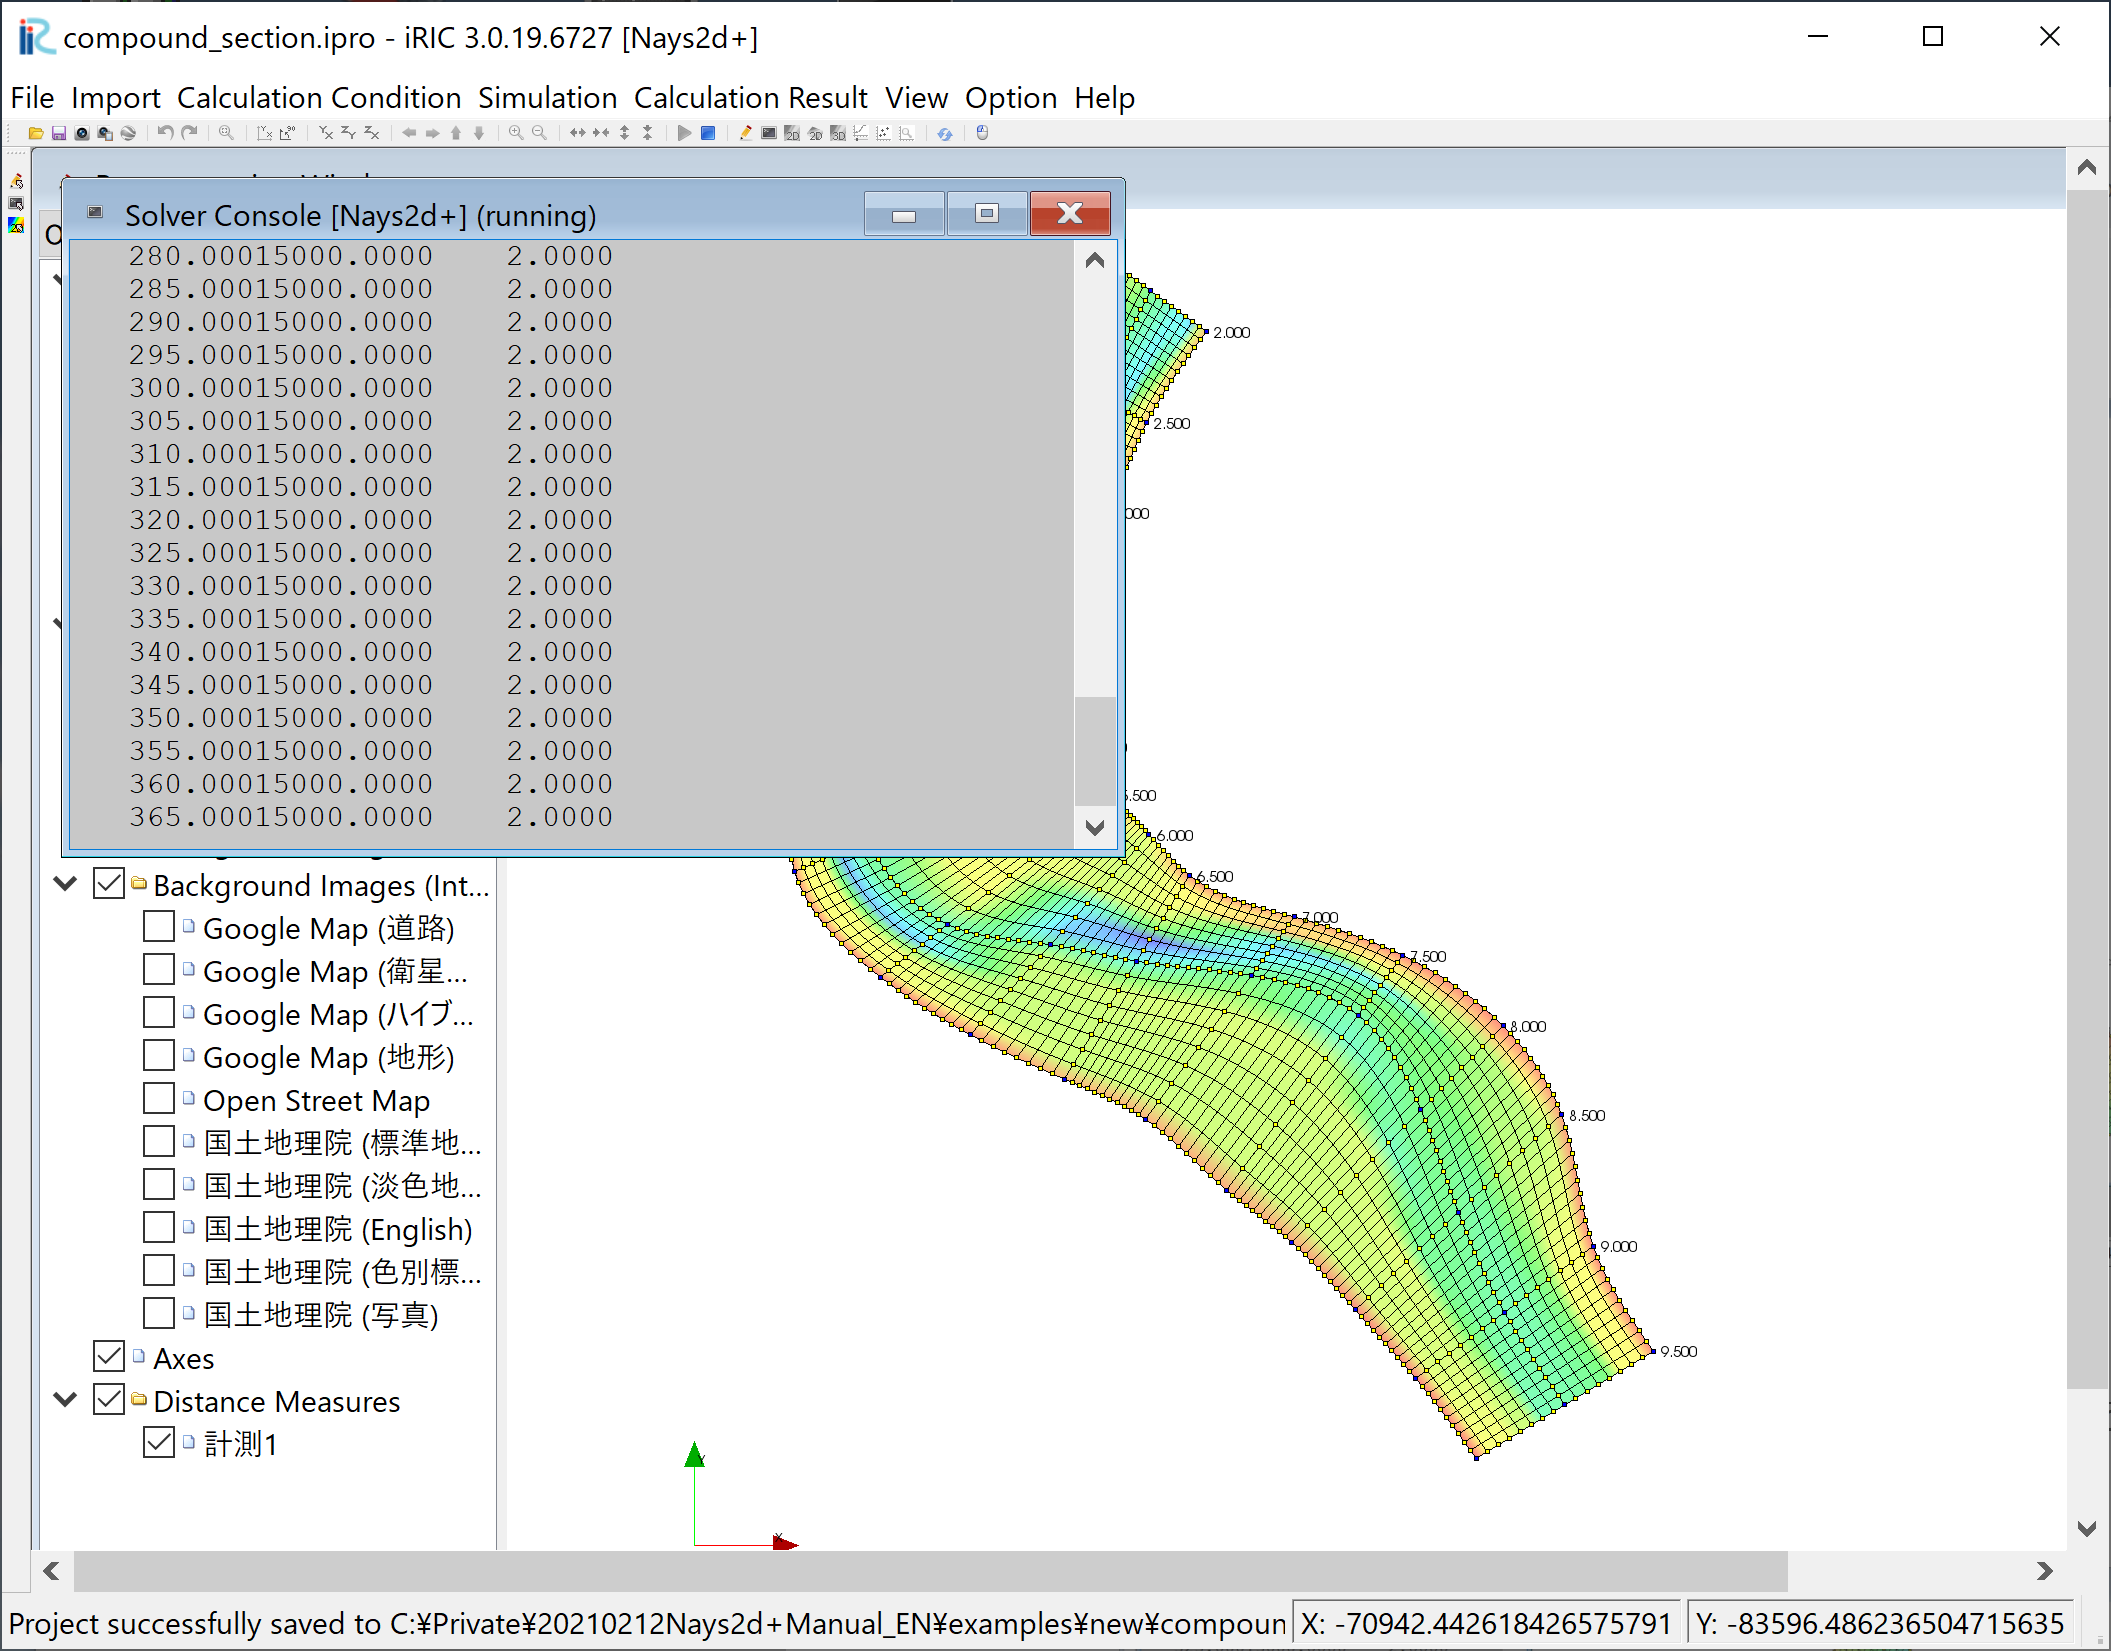 compound_section.ipro - iRIC 3.0.19.6727 [Nays2d+]
File Import Calculation Condition Simulation Calculation Result View Option Help
Solver Console [Nays2d+] (running)
280.00015000.0000 2.0000
285.00015000.0000 2.0000
290.00015000.0000 2.0000
295.00015000.0000 2.0000
300.00015000.0000 2.0000
305.00015000.0000 2.0000
310.00015000.0000 2.0000
315.00015000.0000 2.0000
320.00015000.0000 2.0000
325.00015000.0000 2.0000
330.00015000.0000 2.0000
335.00015000.0000 2.0000
340.00015000.0000 2.0000
345.00015000.0000 2.0000
350.00015000.0000 2.0000
355.00015000.0000 2.0000
360.00015000.0000 2.0000
365.00015000.0000 2.0000
2.000
2.500
000
.500
6.000
6.500
7.000
7.500
8.000
8.500
9.000
9.500
Background Images (Int...
Google Map (道路)
Google Map (衛星...
Google Map (ハイブ...
Google Map (地形)
Open Street Map
国土地理院 (標準地...
国土地理院 (淡色地...
国土地理院 (English)
国土地理院 (色別標...
国土地理院 (写真)
Axes
Distance Measures
計測1
Y
X
Project successfully saved to C:¥Private¥20210212Nays2d+Manual_EN¥examples¥new¥compoun
X: -70942.442618426575791
Y: -83596.486236504715635